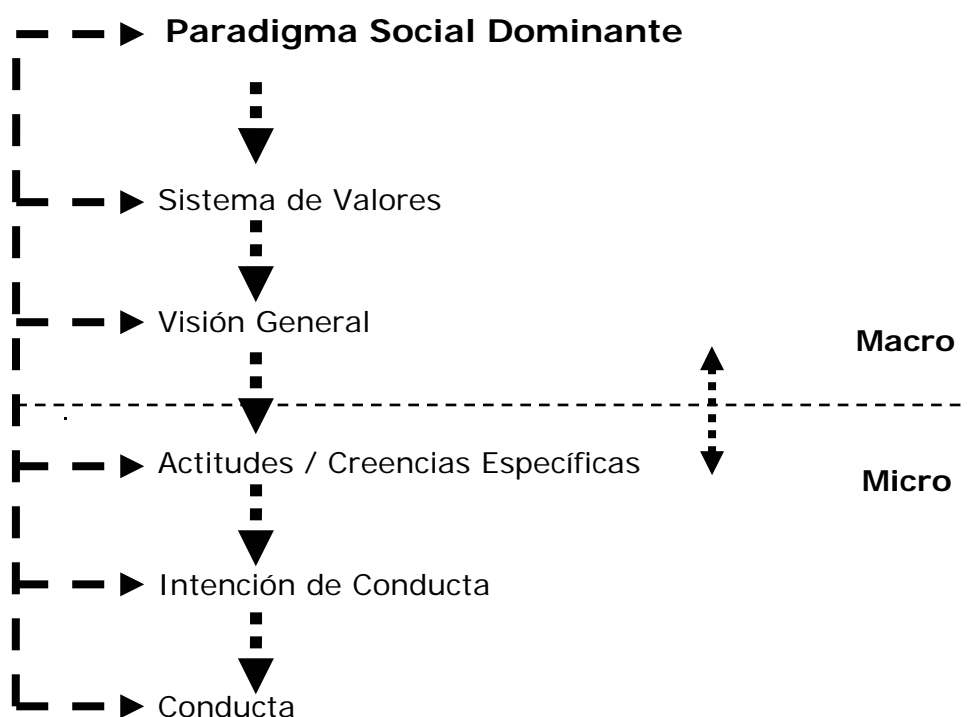 Paradigma Social Dominante
Sistema de Valores
Visión General
Macro
Actitudes / Creencias Específicas
Micro
Intención de Conducta
Conducta